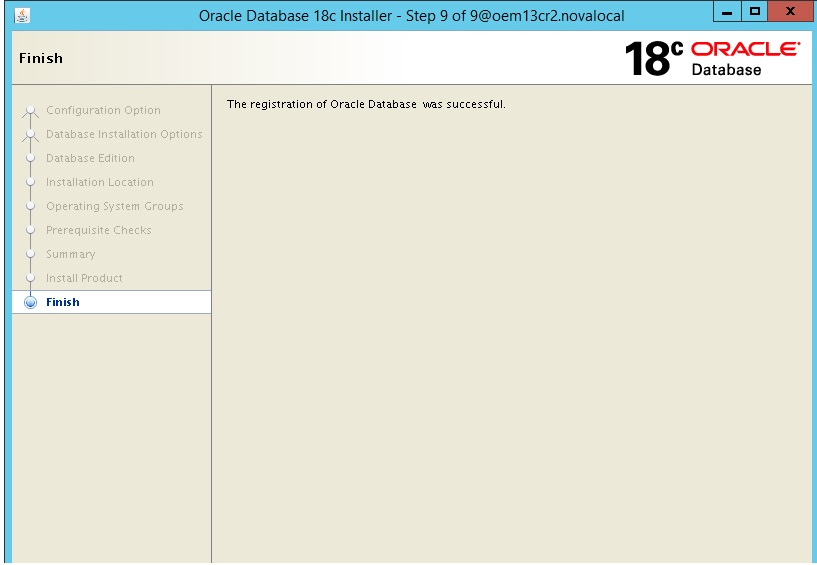 Oracle Database 18c Installer - Step 9 of 9@oem13cr2.novalocal
Finish
18c ORACLE
Database
Configuration Option
Database Installation Options
Database Edition
Installation Location
Operating System Groups
Prerequisite Checks
Summary
Install Product
Finish
The registration of Oracle Database was successful.